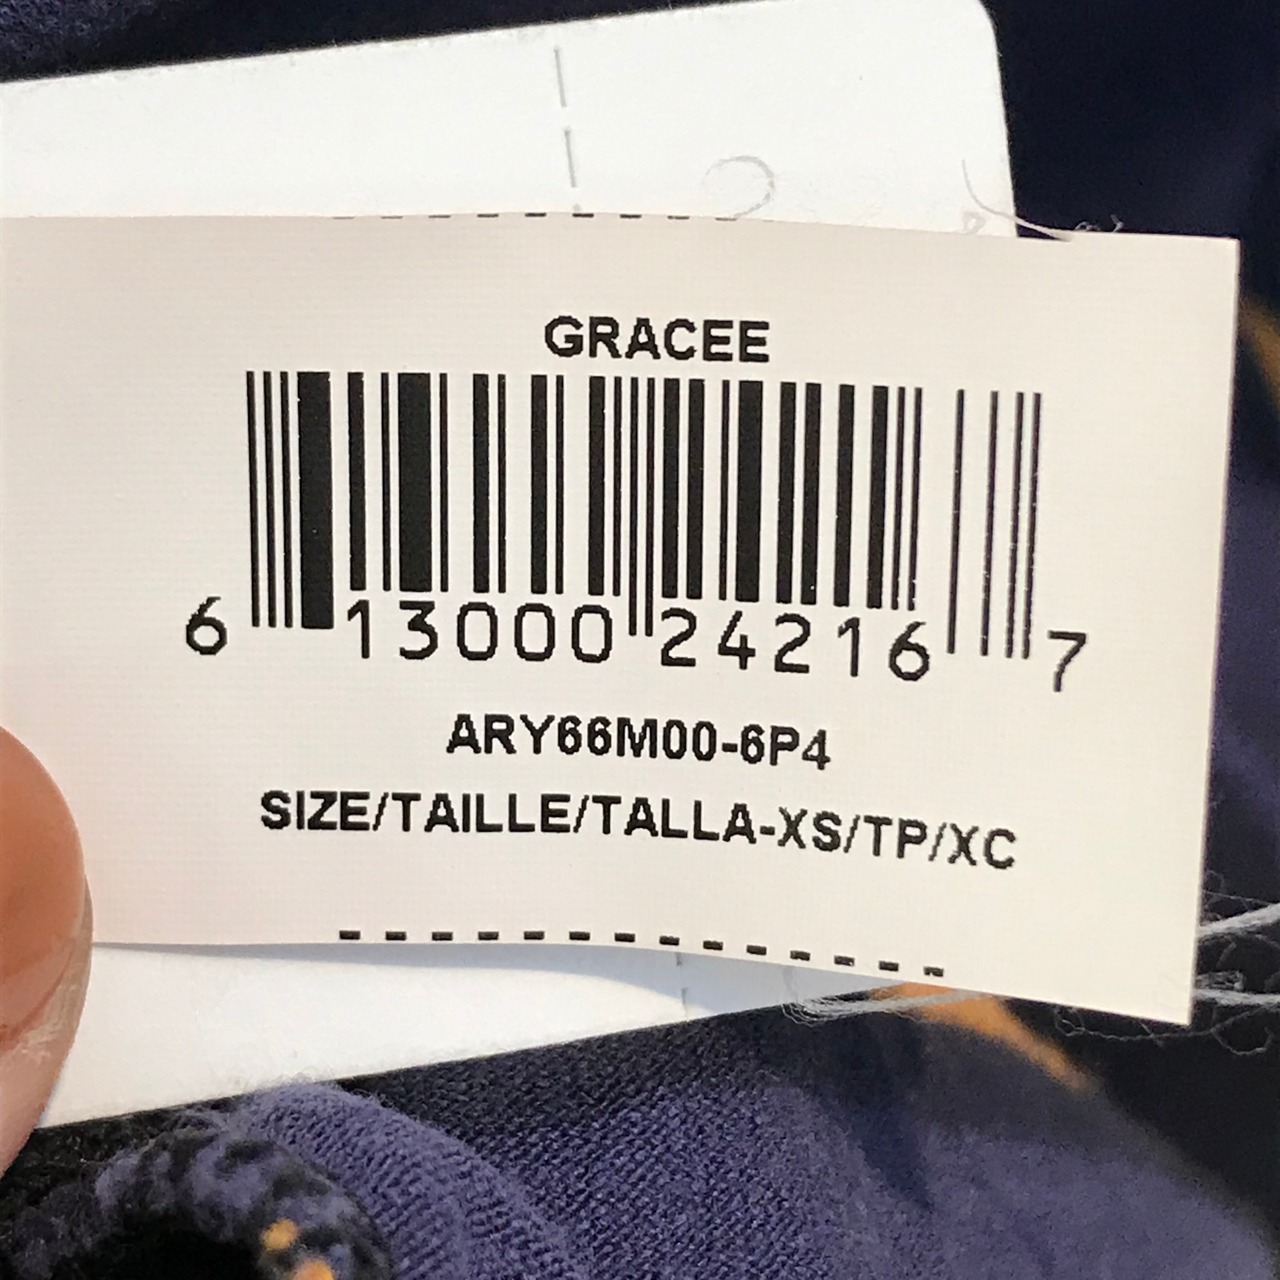 GRACEE
6 13000 24216 7
ARY66M00-6P4
SIZE/TAILLE/TALLA-XS/TP/XC